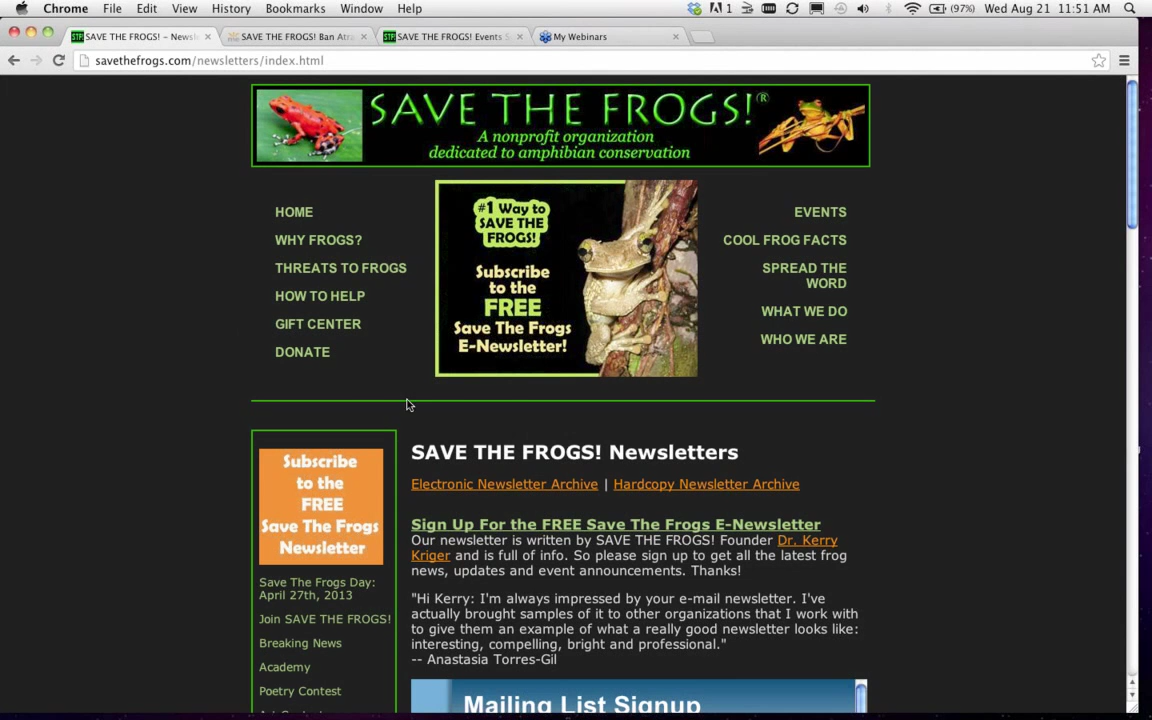 Chrome File Edit View History Bookmarks Window Help 1 (97%) Wed Aug 21 11:51 AM
SAVE THE FROGS! – Newsl
SAVE THE FROGS! Ban Atra
SAVE THE FROGS! Events S
My Webinars
savethefrogs.com/newsletters/index.html
SAVE THE FROGS!®
A nonprofit organization
dedicated to amphibian conservation
HOME
WHY FROGS?
THREATS TO FROGS
HOW TO HELP
GIFT CENTER
DONATE
#1 Way to
SAVE THE
FROGS!
Subscribe
to the
FREE
Save The Frogs
E-Newsletter!
EVENTS
COOL FROG FACTS
SPREAD THE
WORD
WHAT WE DO
WHO WE ARE
Subscribe
to the
FREE
Save The Frogs
Newsletter
Save The Frogs Day:
April 27th, 2013
Join SAVE THE FROGS!
Breaking News
Academy
Poetry Contest
SAVE THE FROGS! Newsletters
Electronic Newsletter Archive | Hardcopy Newsletter Archive
Sign Up For the FREE Save The Frogs E-Newsletter
Our newsletter is written by SAVE THE FROGS! Founder Dr. Kerry
Kriger and is full of info. So please sign up to get all the latest frog
news, updates and event announcements. Thanks!
"Hi Kerry: I'm always impressed by your e-mail newsletter. I've
actually brought samples of it to other organizations that I work with
to give them an example of what a really good newsletter looks like:
interesting, compelling, bright and professional."
-- Anastasia Torres-Gil
Mailing List Signup